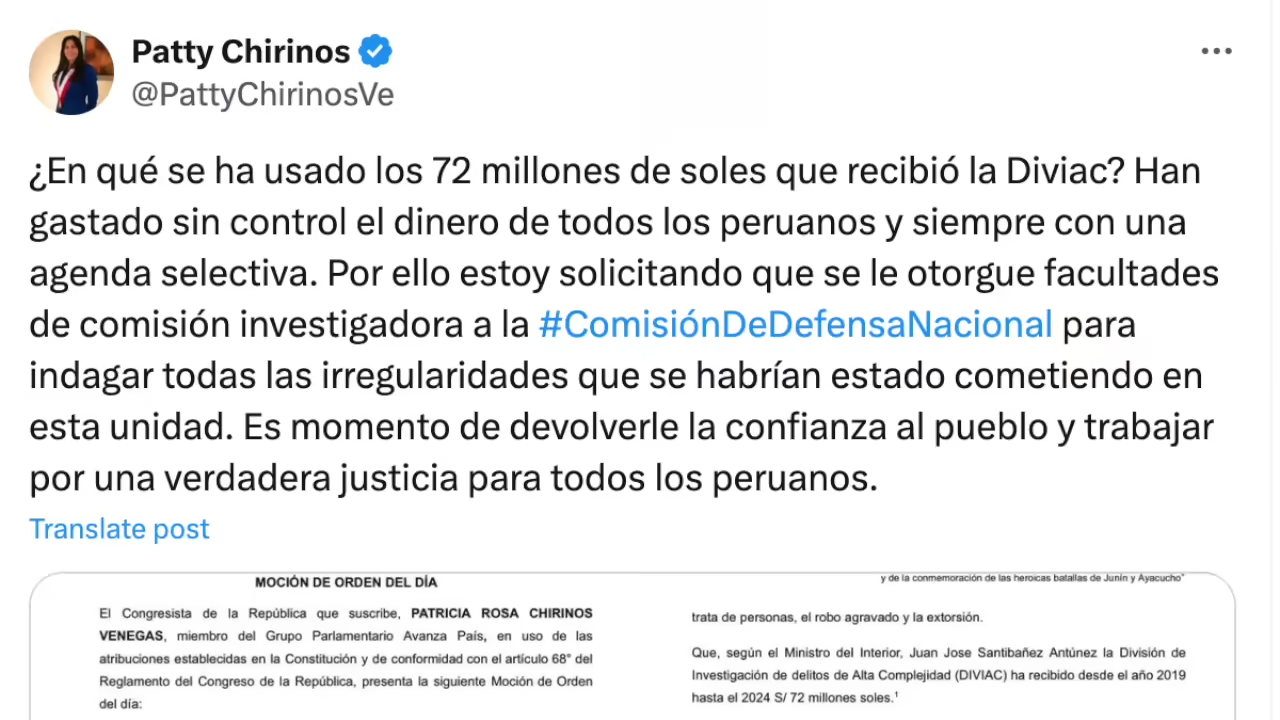 Patty Chirinos
@PattyChirinosVe
¿En qué se ha usado los 72 millones de soles que recibió la Diviac? Han
gastado sin control el dinero de todos los peruanos y siempre con una
agenda selectiva. Por ello estoy solicitando que se le otorgue facultades
de comisión investigadora a la #ComisiónDeDefensaNacional para
indagar todas las irregularidades que se habrían estado cometiendo en
esta unidad. Es momento de devolverle la confianza al pueblo y trabajar
por una verdadera justicia para todos los peruanos.
Translate post
MOCIÓN DE ORDEN DEL DÍA
El Congresista de la República que suscribe, PATRICIA ROSA CHIRINOS
VENEGAS, miembro del Grupo Parlamentario Avanza País, en uso de las
atribuciones establecidas en la Constitución y de conformidad con el artículo 68° del
Reglamento del Congreso de la República, presenta la siguiente Moción de Orden
del día:
y de la conmemoración de las heroicas batallas de Junín y Ayacucho"
trata de personas, el robo agravado y la extorsión.
Que, según el Ministro del Interior, Juan Jose Santibañez Antúnez la División de
Investigación de delitos de Alta Complejidad (DIVIAC) ha recibido desde el año 2019
hasta el 2024 S/ 72 millones soles.¹